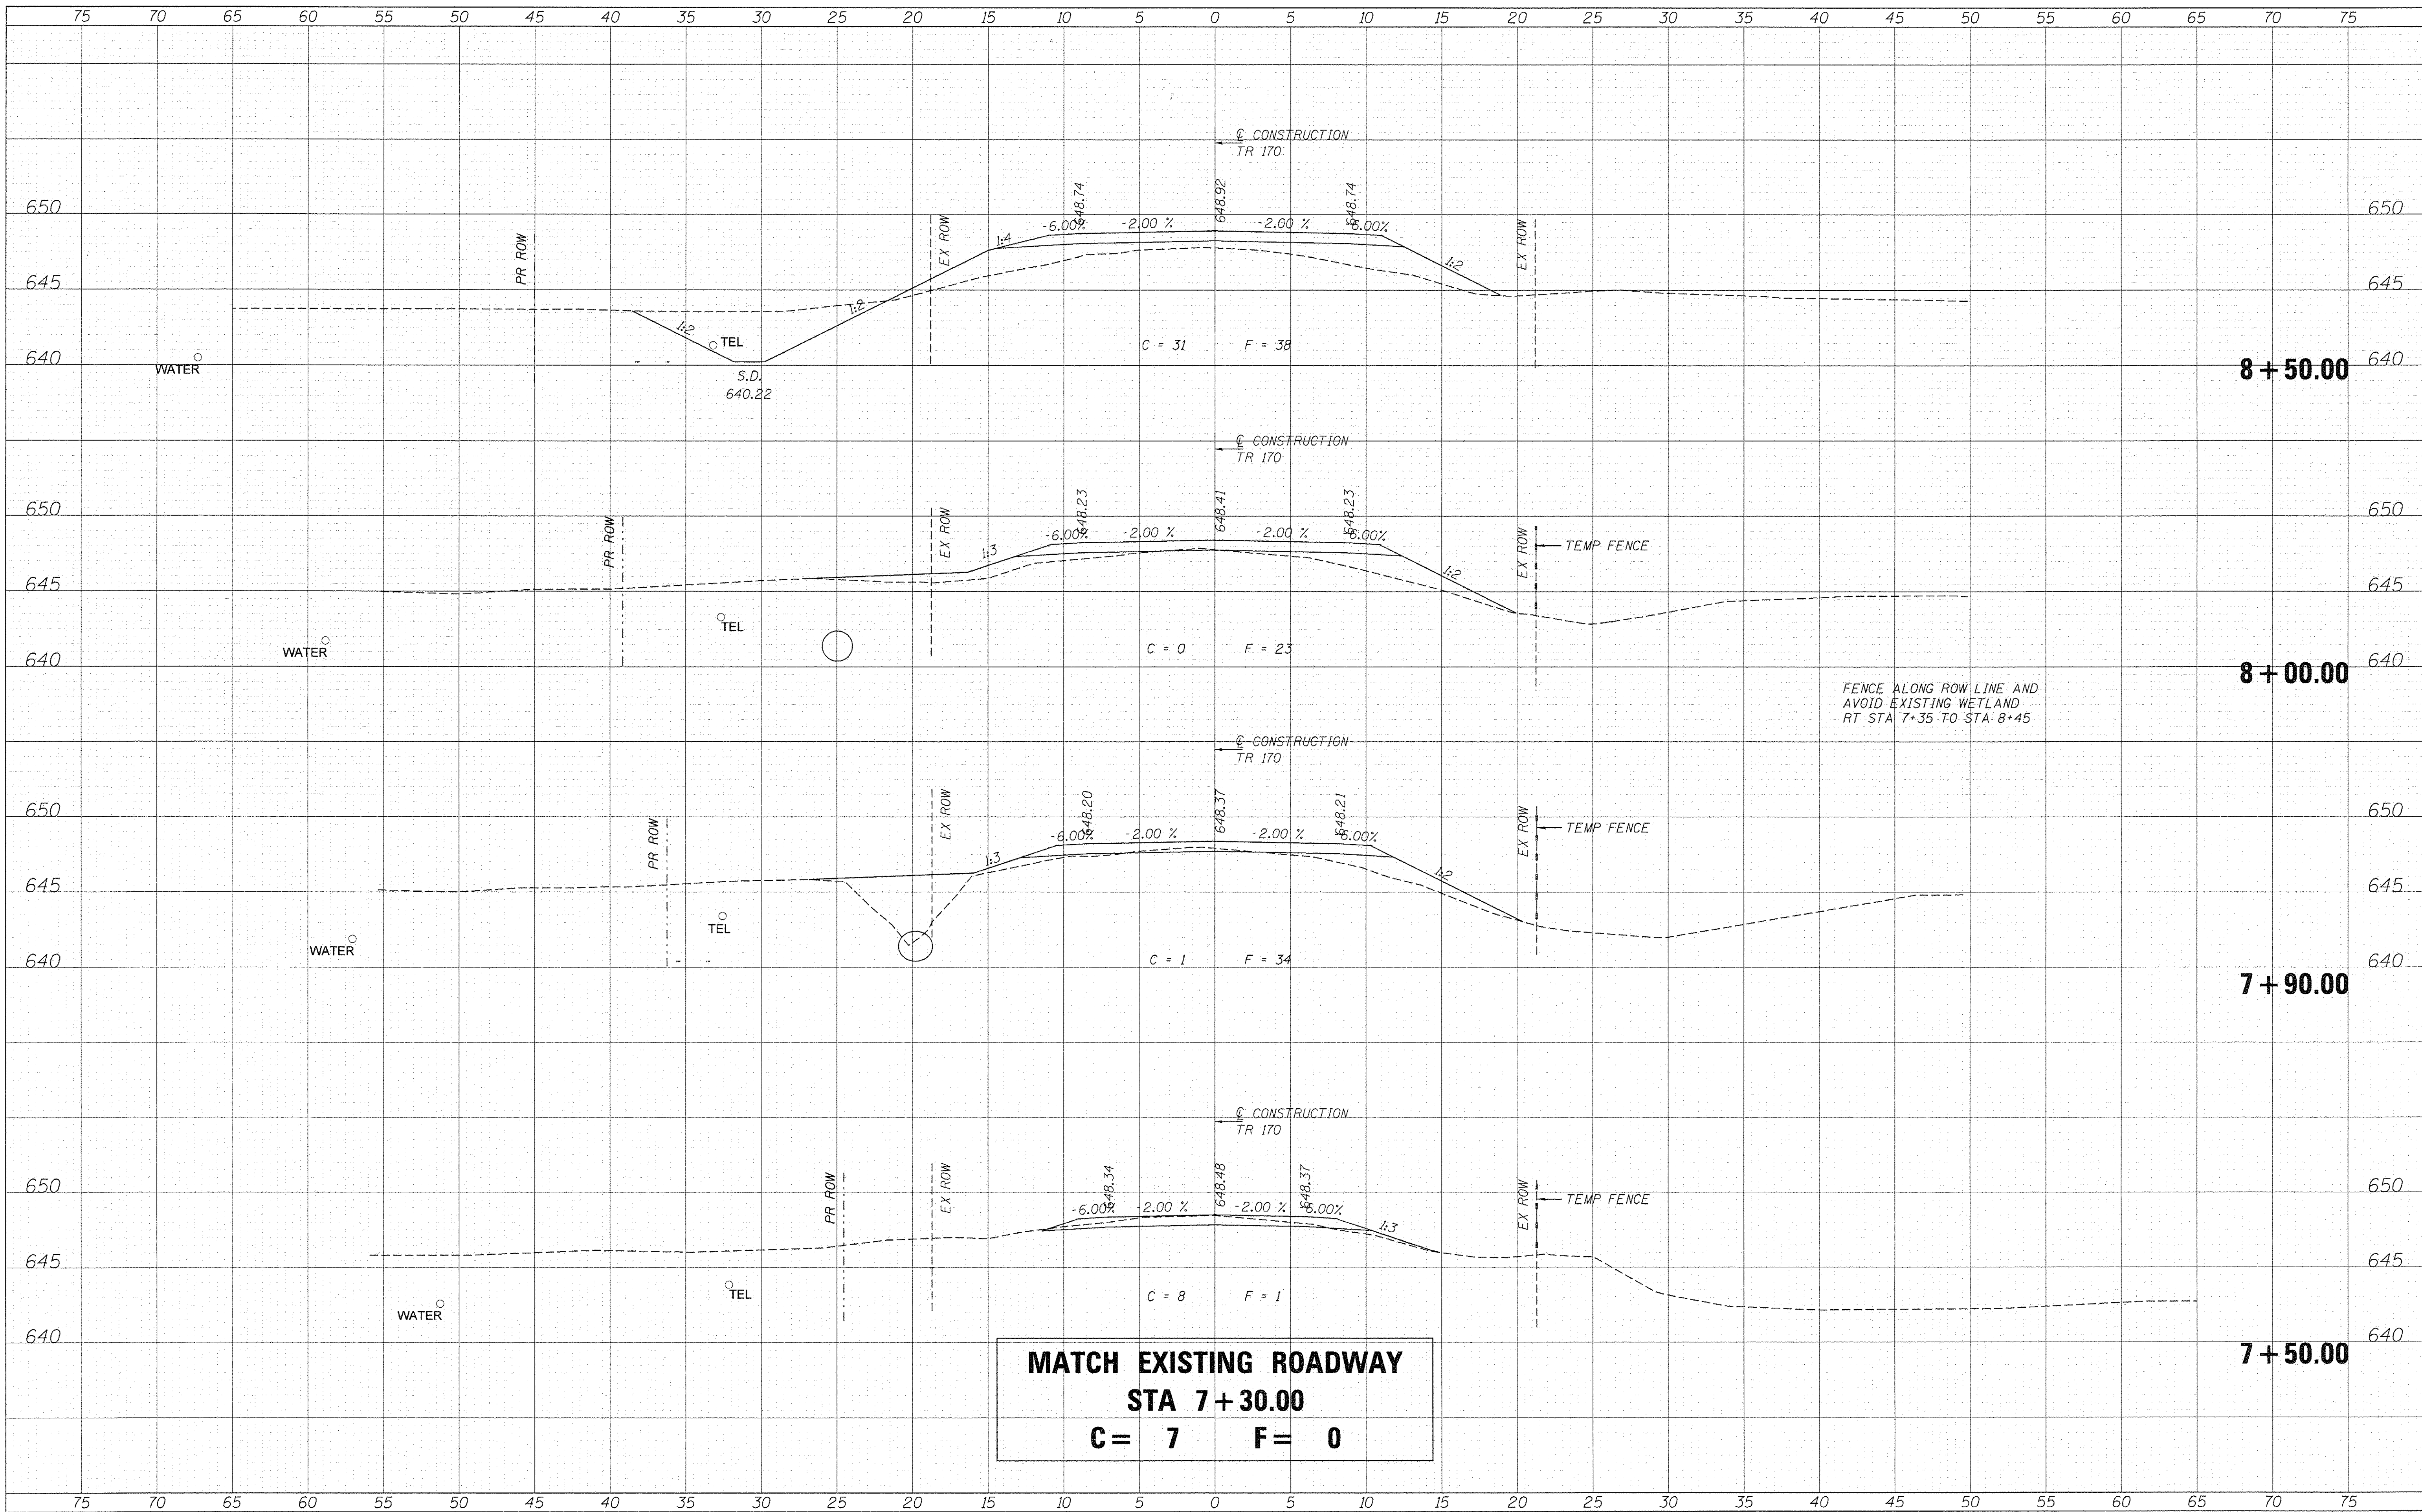 75 70 65 60 55 50 45 40 35 30 25 20 15 10 5 0 5 10 15 20 25 30 35 40 45 50 55 60 65 70 75
℄ CONSTRUCTION
TR 170
648.74 648.92 648.74
650 PR ROW EX ROW 1:4 -6.00% -2.00 % -2.00 % -6.00% 1:2 EX ROW 650
645 1:2 1:2 645
TEL C = 31 F = 38
640 WATER 640
8+50.00
S.D.
640.22
℄ CONSTRUCTION
TR 170
648.23 648.41 648.23
650 PR ROW EX ROW 1:3 -6.00% -2.00 % -2.00 % -6.00% 1:2 EX ROW TEMP FENCE 650
645 645
TEL
WATER C = 0 F = 23
640 640
8+00.00
FENCE ALONG ROW LINE AND
AVOID EXISTING WETLAND
RT STA 7+35 TO STA 8+45
℄ CONSTRUCTION
TR 170
648.20 648.37 648.21
650 PR ROW EX ROW 1:3 -6.00% -2.00 % -2.00 % -6.00% 1:2 EX ROW TEMP FENCE 650
645 645
TEL
WATER
640 C = 1 F = 34 640
7+90.00
℄ CONSTRUCTION
TR 170
648.34 648.48 648.37
650 PR ROW EX ROW -6.00% -2.00 % -2.00 % -6.00% 1:3 EX ROW TEMP FENCE 650
645 645
TEL C = 8 F = 1
WATER
640 640
7+50.00
MATCH EXISTING ROADWAY
STA 7+30.00
C= 7 F= 0
75 70 65 60 55 50 45 40 35 30 25 20 15 10 5 0 5 10 15 20 25 30 35 40 45 50 55 60 65 70 75